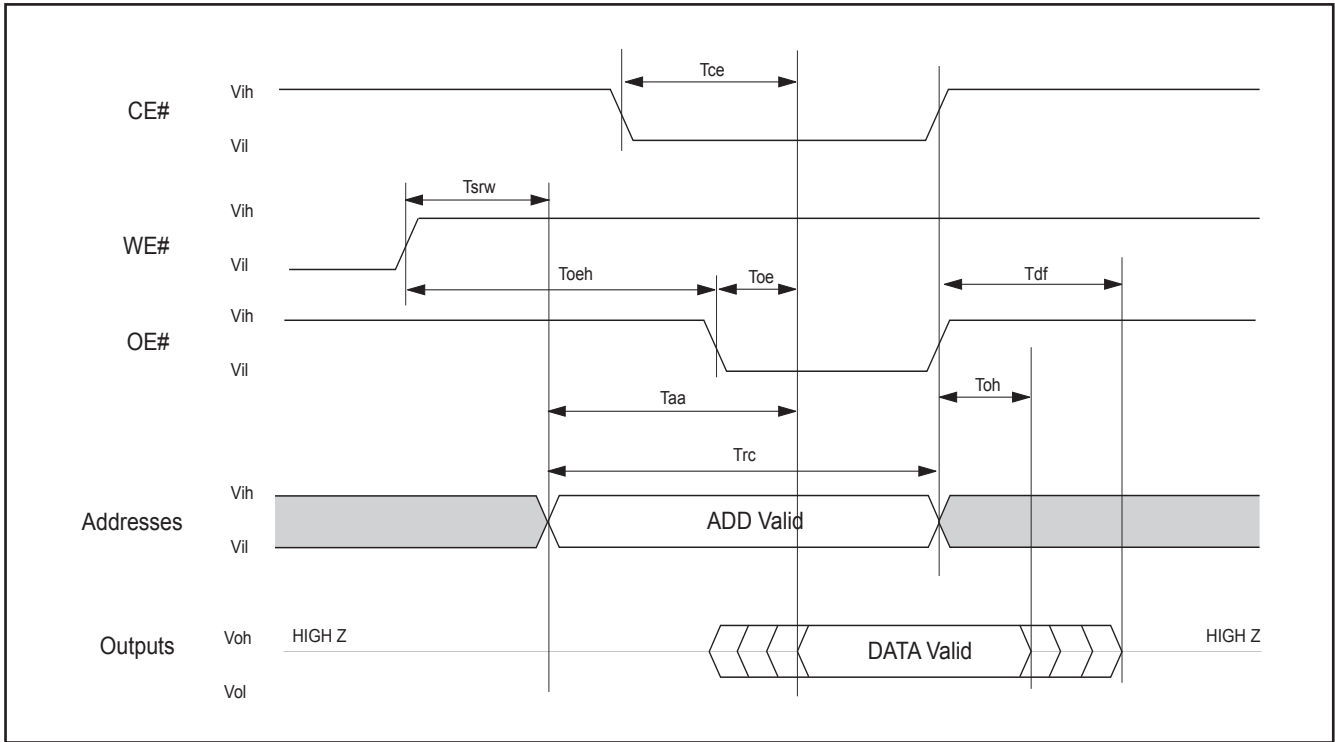 Tce
Vih
CE#
Vil
Tsrw
Vih
WE#
Vil
Toeh
Toe
Tdf
Vih
OE#
Vil
Taa
Toh
Trc
Vih
Addresses
ADD Valid
Vil
Outputs
Voh
HIGH Z
DATA Valid
HIGH Z
Vol